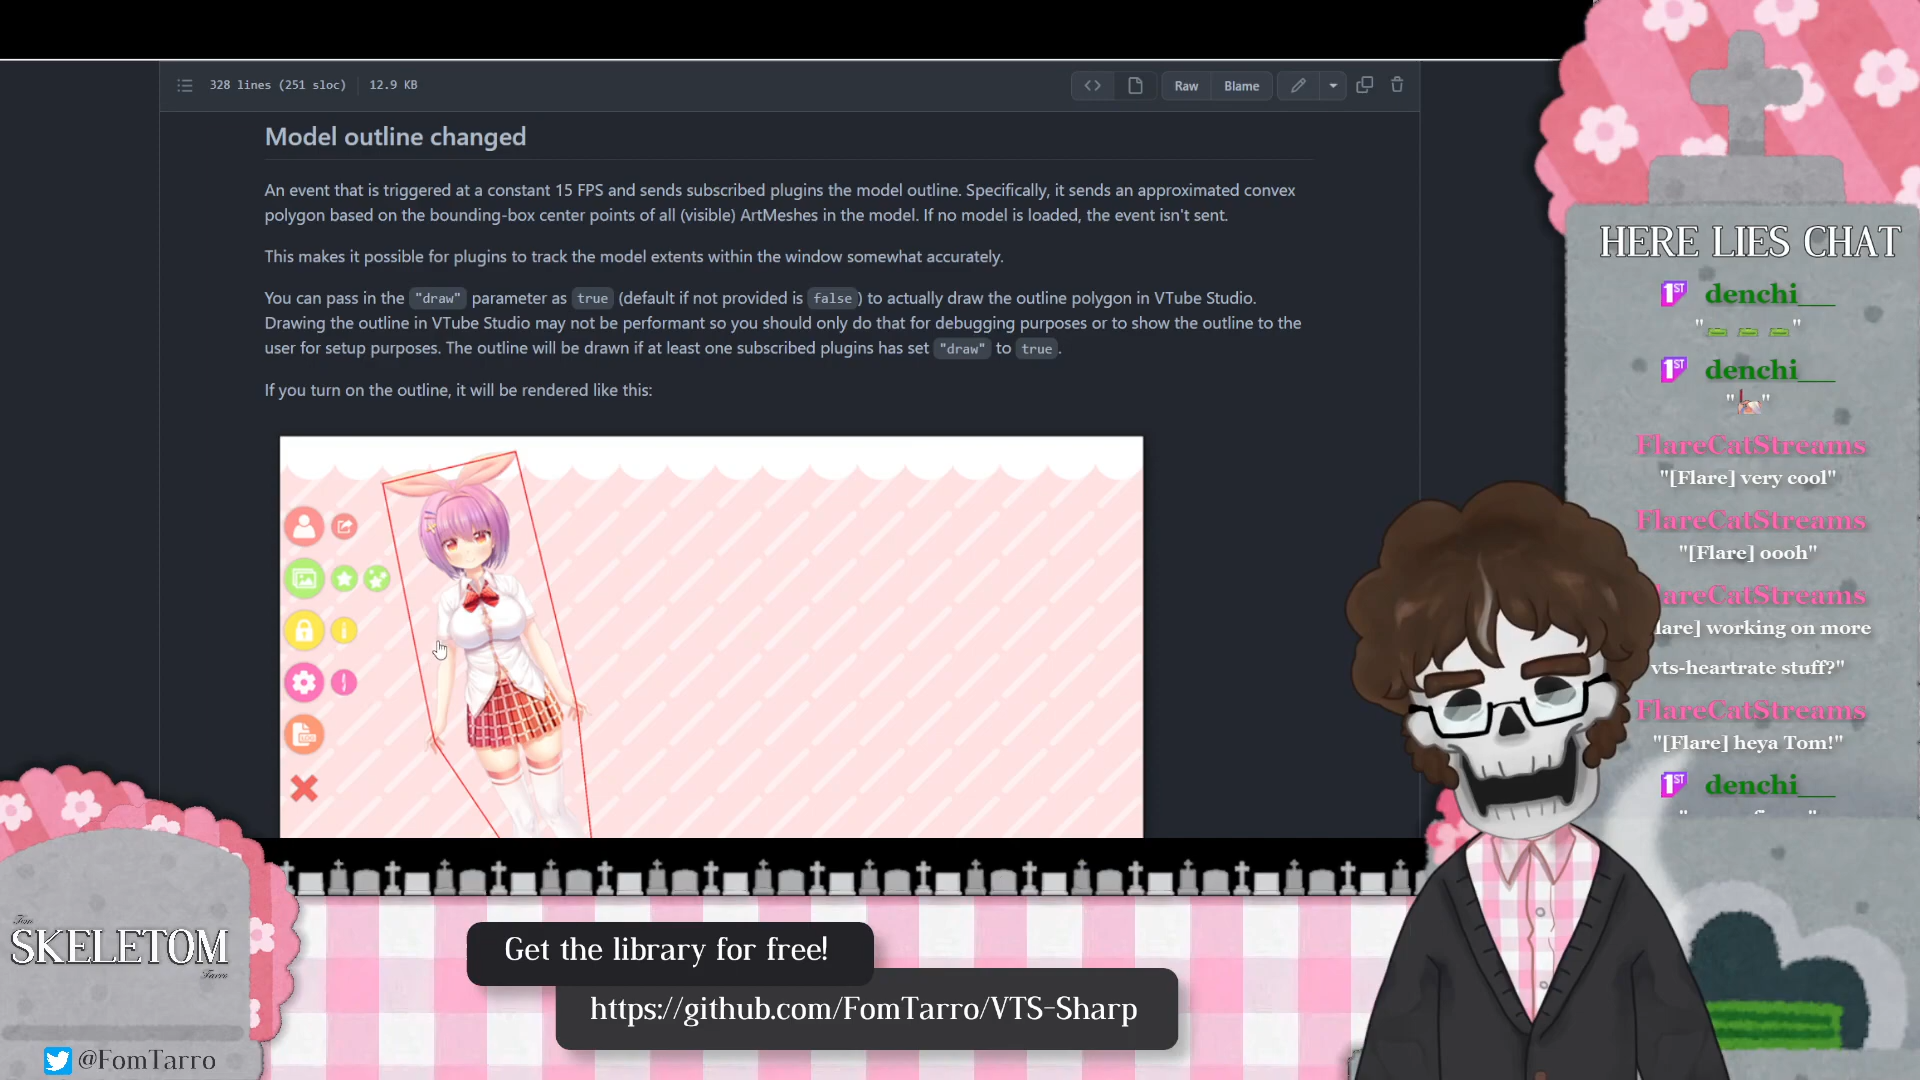 328 lines (251 sloc) 12.9 KB
Raw Blame
Model outline changed
An event that is triggered at a constant 15 FPS and sends subscribed plugins the model outline. Specifically, it sends an approximated convex
polygon based on the bounding-box center points of all (visible) ArtMeshes in the model. If no model is loaded, the event isn't sent.
This makes it possible for plugins to track the model extents within the window somewhat accurately.
You can pass in the "draw" parameter as true (default if not provided is false) to actually draw the outline polygon in VTube Studio.
Drawing the outline in VTube Studio may not be performant so you should only do that for debugging purposes or to show the outline to the
user for setup purposes. The outline will be drawn if at least one subscribed plugins has set "draw" to true.
If you turn on the outline, it will be rendered like this:
HERE LIES CHAT
1ST denchi___
1ST denchi___
FlareCatStreams
"[Flare] very cool"
FlareCatStreams
"[Flare] oooh"
working on more
vts-heartrate stuff?"
FlareCatStreams
"[Flare] heya Tom!"
1ST denchi___
Tom
SKELETOM
Tarro
@FomTarro
Get the library for free!
https://github.com/FomTarro/VTS-Sharp